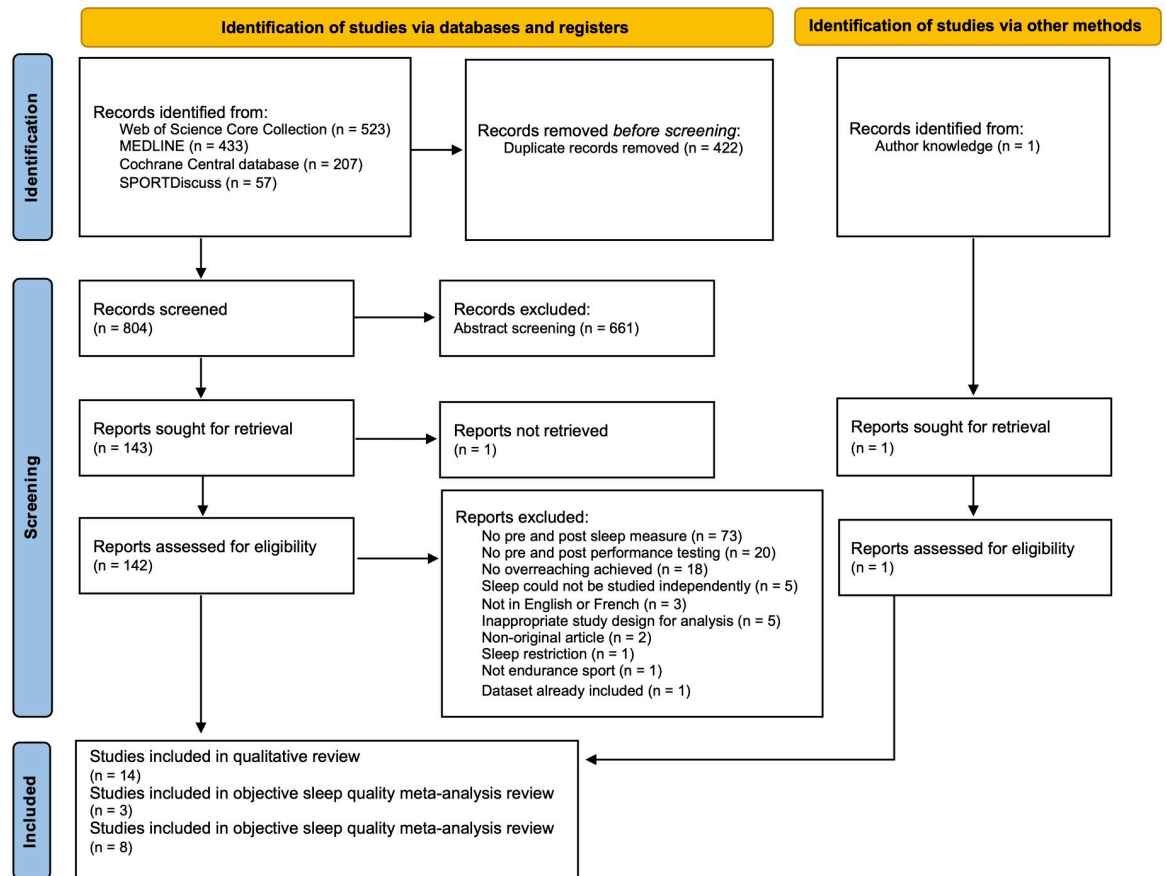 Identification of studies via databases and registers
Identification of studies via other methods
Identification
Records identified from:
Web of Science Core Collection (n = 523)
MEDLINE (n = 433)
Cochrane Central database (n = 207)
SPORTDiscuss (n = 57)
Records removed before screening:
Duplicate records removed (n = 422)
Records identified from:
Author knowledge (n = 1)
Screening
Records screened
(n = 804)
Records excluded:
Abstract screening (n = 661)
Reports sought for retrieval
(n = 143)
Reports not retrieved
(n = 1)
Reports sought for retrieval
(n = 1)
Reports assessed for eligibility
(n = 142)
Reports excluded:
No pre and post sleep measure (n = 73)
No pre and post performance testing (n = 20)
No overreaching achieved (n = 18)
Sleep could not be studied independently (n = 5)
Not in English or French (n = 3)
Inappropriate study design for analysis (n = 5)
Non-original article (n = 2)
Sleep restriction (n = 1)
Not endurance sport (n = 1)
Dataset already included (n = 1)
Reports assessed for eligibility
(n = 1)
Included
Studies included in qualitative review
(n = 14)
Studies included in objective sleep quality meta-analysis review
(n = 3)
Studies included in objective sleep quality meta-analysis review
(n = 8)